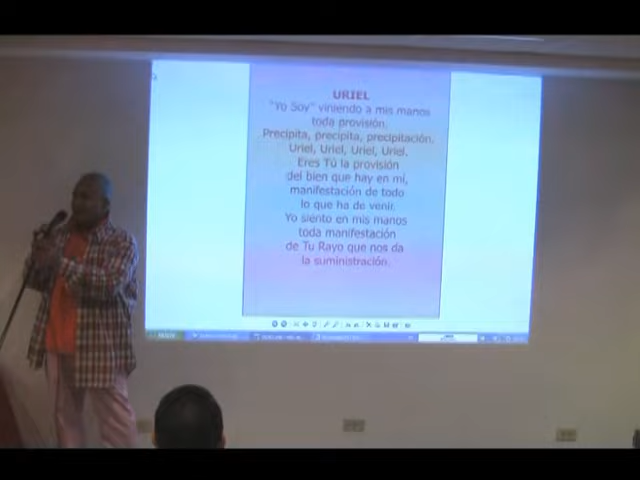 URIEL
"Yo Soy" viniendo a mis manos
toda provisión.
Precipita, precipita, precipitación.
Uriel, Uriel, Uriel, Uriel.
Eres Tú la provisión
del bien que hay en mí,
manifestación de todo
lo que ha de venir.
Yo siento en mis manos
toda manifestación
de Tu Rayo que nos da
la suministración.